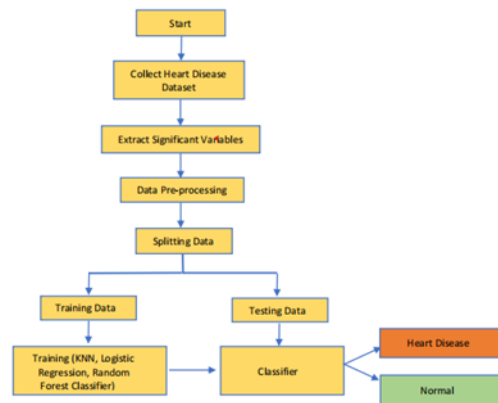 Start
Collect Heart Disease
Dataset
Extract Significant Variables
Data Pre-processing
Splitting Data
Training Data
Testing Data
Training (KNN, Logistic
Regression, Random
Forest Classifier)
Classifier
Heart Disease
Normal